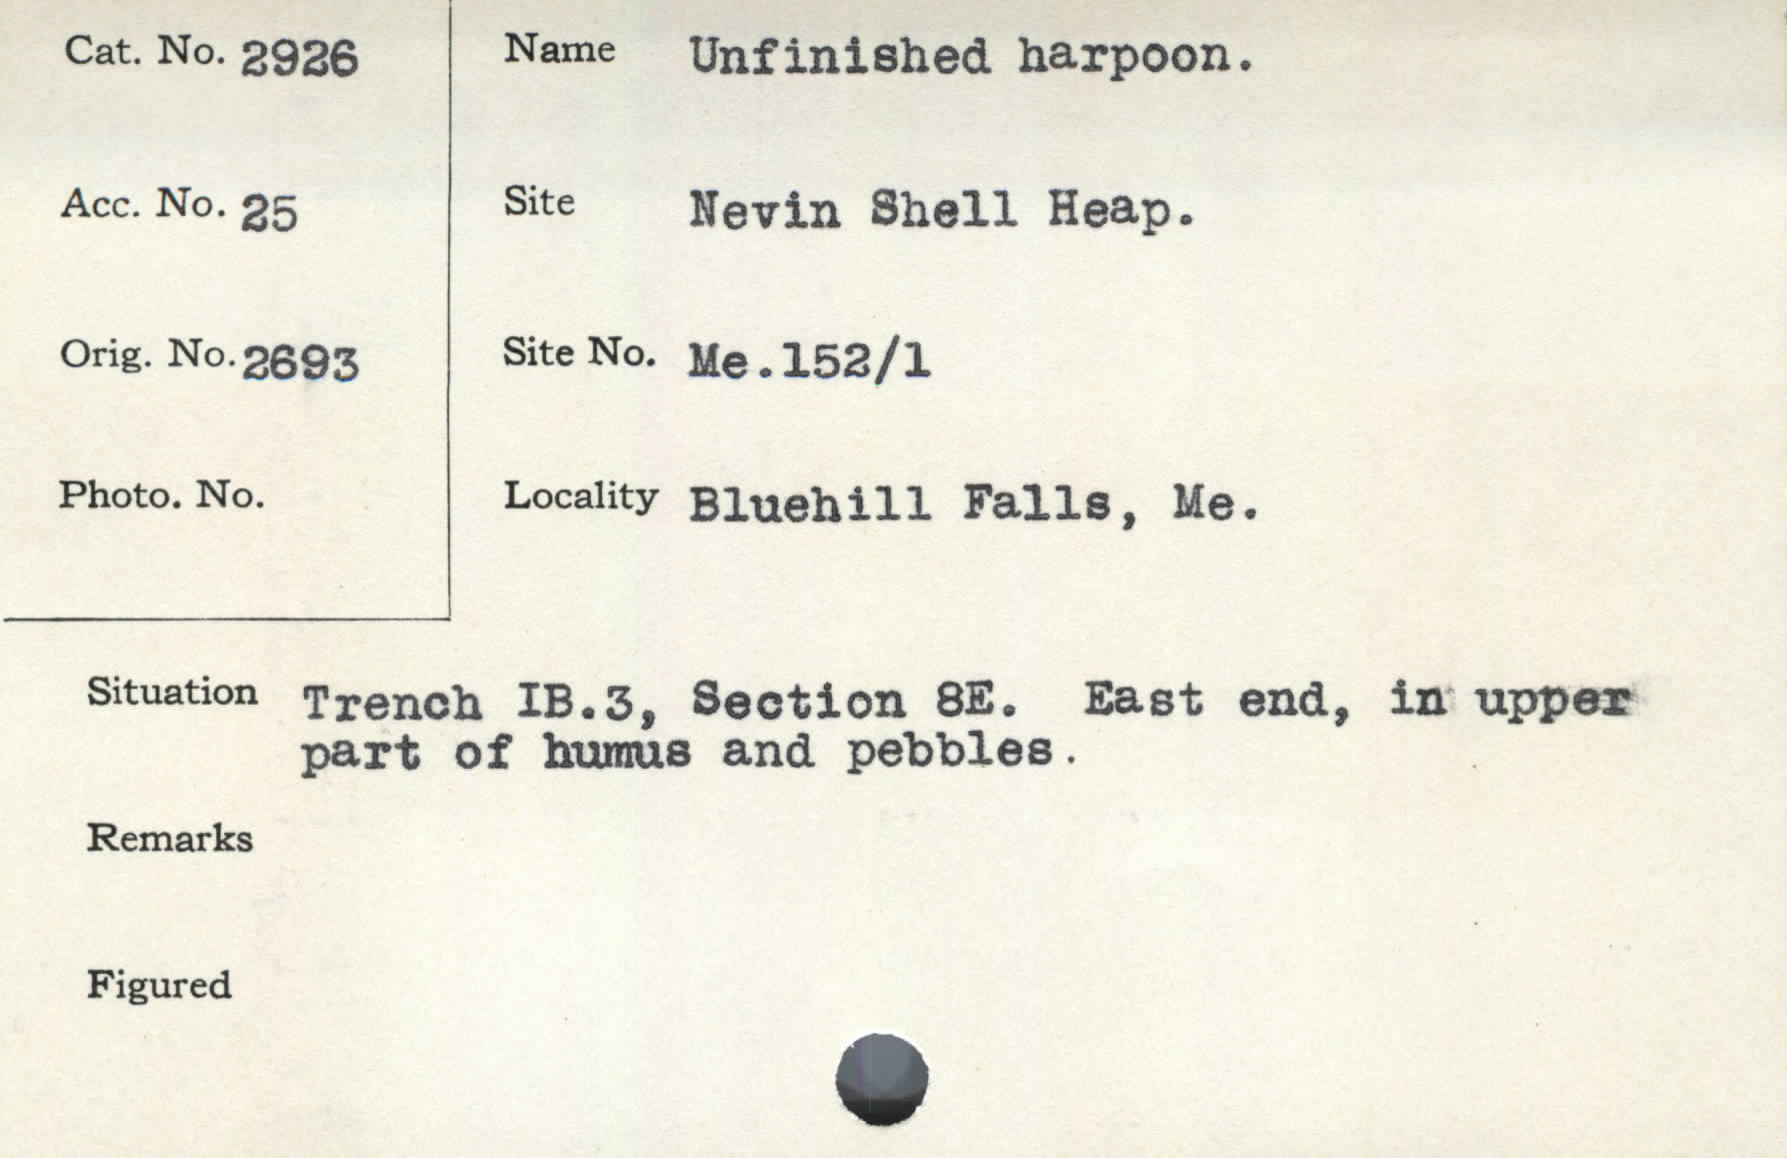 Cat. No. 2926
Name Unfinished harpoon.
Acc. No. 25
Site Nevin Shell Heap.
Orig. No. 2693
Site No. Me.152/1
Photo. No.
Locality Bluehill Falls, Me.
Situation Trench IB.3, Section 8E. East end, in upper
part of humus and pebbles.
Remarks
Figured